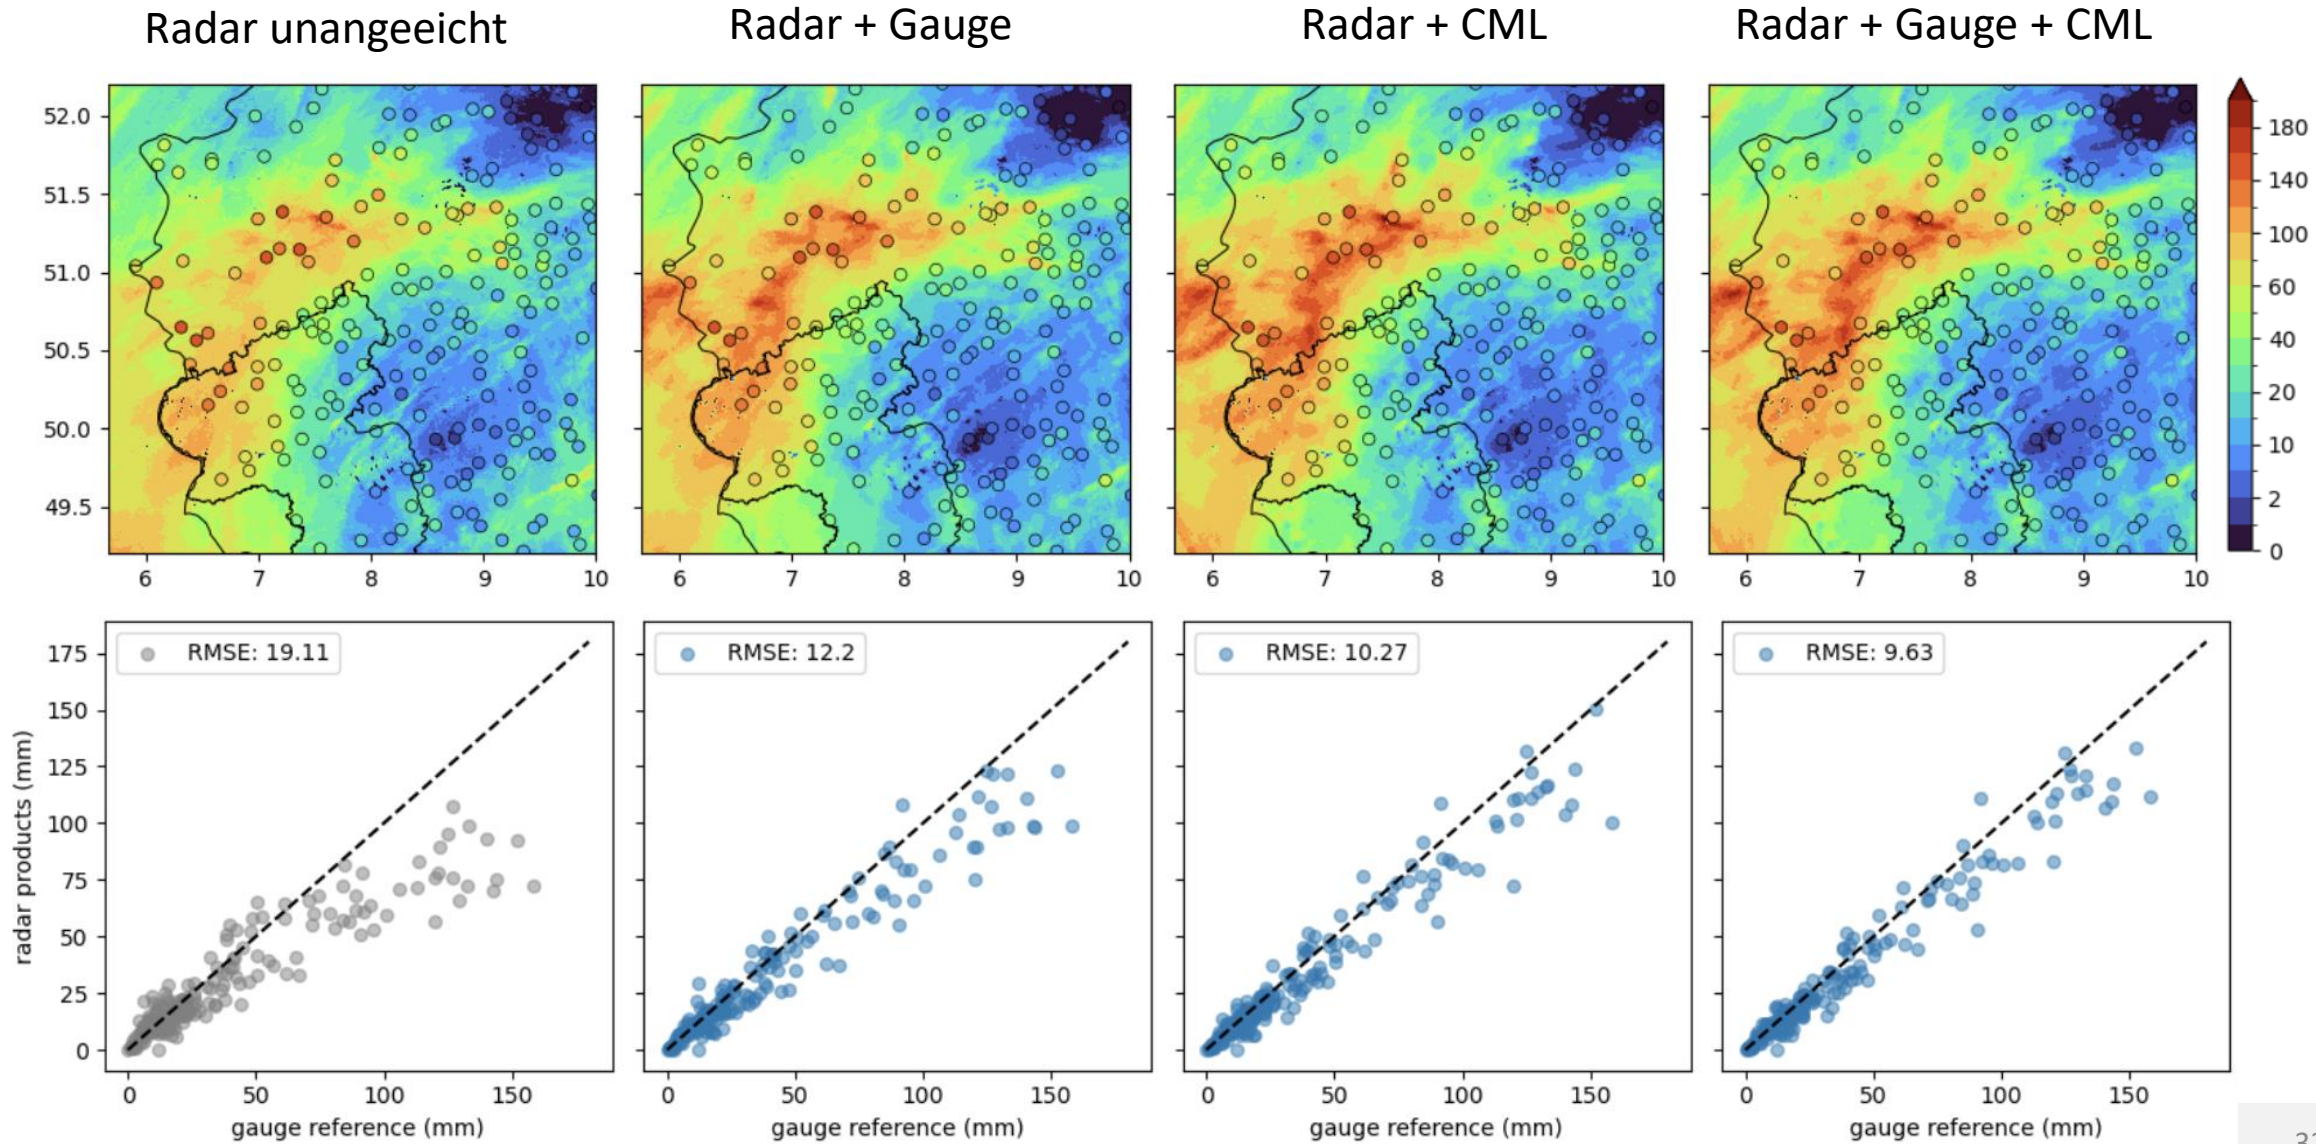 Radar unangeeicht
Radar + Gauge
Radar + CML
Radar + Gauge + CML
52.0
51.5
51.0
50.5
50.0
49.5
6 7 8 9 10
6 7 8 9 10
6 7 8 9 10
6 7 8 9 10
180
140
100
60
40
20
10
2
0
radar products (mm)
175
150
125
100
75
50
25
0
RMSE: 19.11
RMSE: 12.2
RMSE: 10.27
RMSE: 9.63
0 50 100 150
0 50 100 150
0 50 100 150
0 50 100 150
gauge reference (mm)
gauge reference (mm)
gauge reference (mm)
gauge reference (mm)